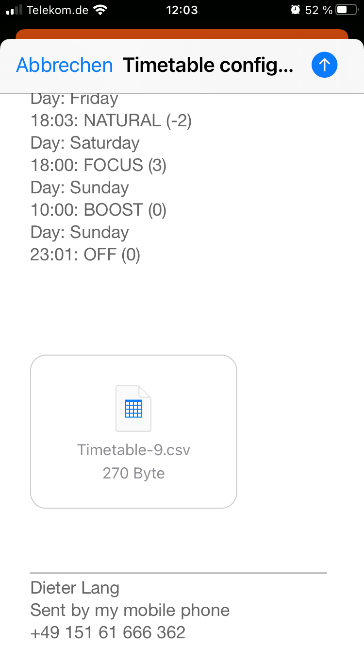 Telekom.de 12:03 52 %
Abbrechen Timetable config...
Day: Friday
18:03: NATURAL (-2)
Day: Saturday
18:00: FOCUS (3)
Day: Sunday
10:00: BOOST (0)
Day: Sunday
23:01: OFF (0)
Timetable-9.csv
270 Byte
Dieter Lang
Sent by my mobile phone
+49 151 61 666 362